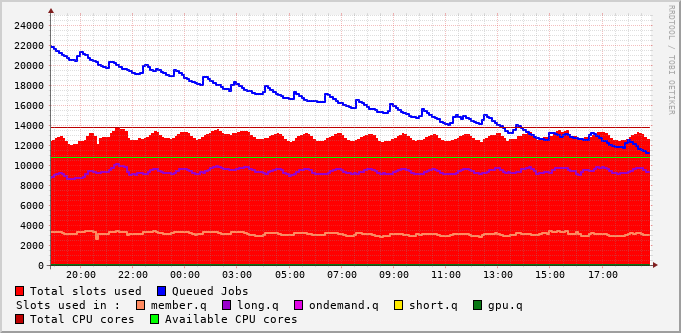 RRDTOOL / TOBI OETIKER
24000
22000
20000
18000
16000
14000
12000
10000
8000
6000
4000
2000
0
20:00 22:00 00:00 03:00 05:00 07:00 09:00 11:00 13:00 15:00 17:00
Total slots used Queued Jobs
Slots used in : member.q long.q ondemand.q short.q gpu.q
Total CPU cores Available CPU cores